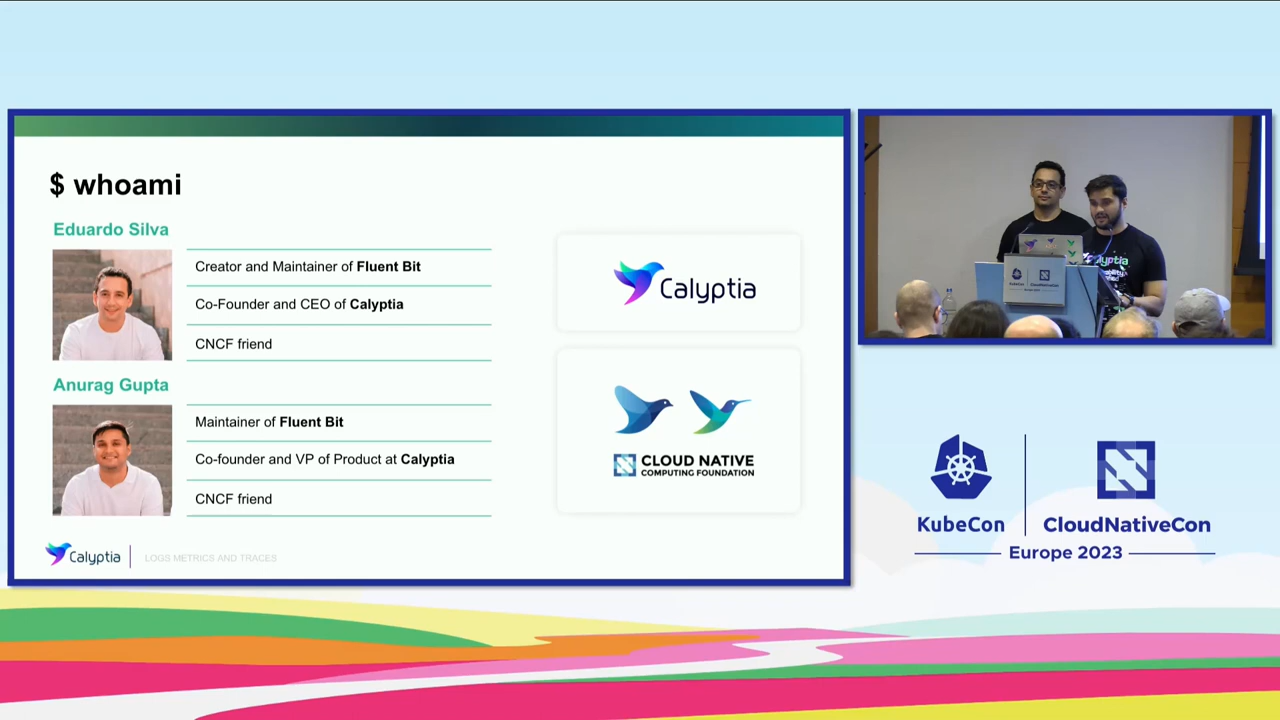 $ whoami
Eduardo Silva
Creator and Maintainer of Fluent Bit
Co-Founder and CEO of Calyptia
CNCF friend
Anurag Gupta
Maintainer of Fluent Bit
Co-founder and VP of Product at Calyptia
CNCF friend
Calyptia
CLOUD NATIVE
COMPUTING FOUNDATION
Calyptia
LOGS METRICS AND TRACES
KubeCon
CloudNativeCon
Europe 2023